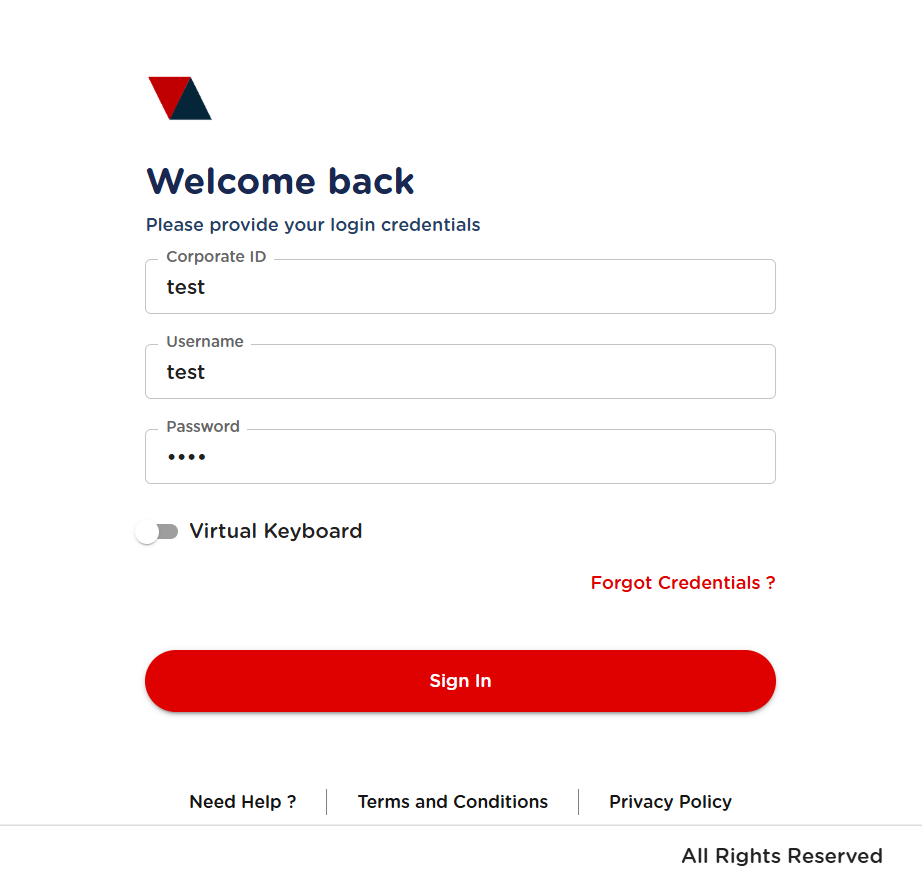 Welcome back
Please provide your login credentials
Corporate ID
test
Username
test
Password
••••
Virtual Keyboard
Forgot Credentials ?
Sign In
Need Help ? Terms and Conditions Privacy Policy
All Rights Reserved